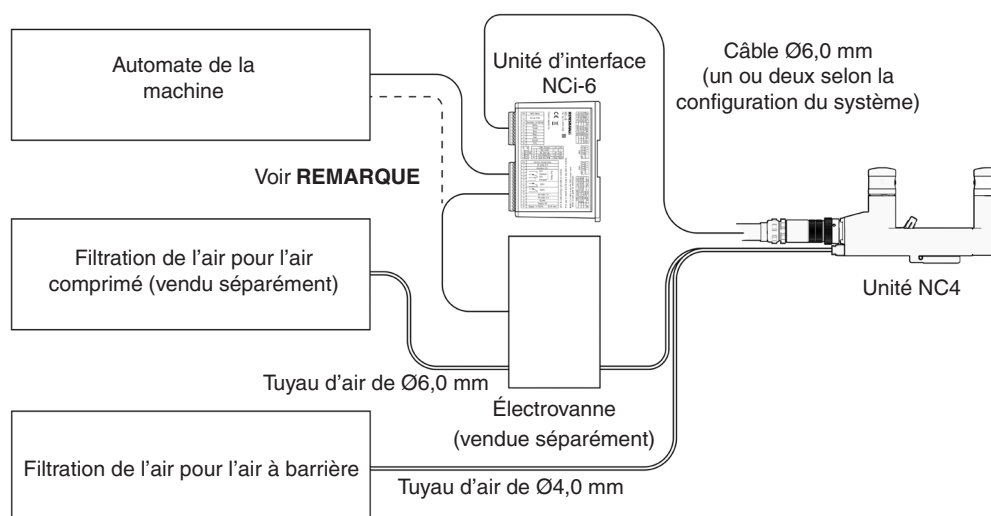 Automate de la
machine
Unité d'interface
NCi-6
Câble Ø6,0 mm
(un ou deux selon la
configuration du système)
Voir REMARQUE
RENISHAW
Filtration de l'air pour l'air
comprimé (vendu séparément)
Unité NC4
Tuyau d'air de Ø6,0 mm
Électrovanne
(vendue séparément)
Filtration de l'air pour l'air à barrière
Tuyau d'air de Ø4,0 mm